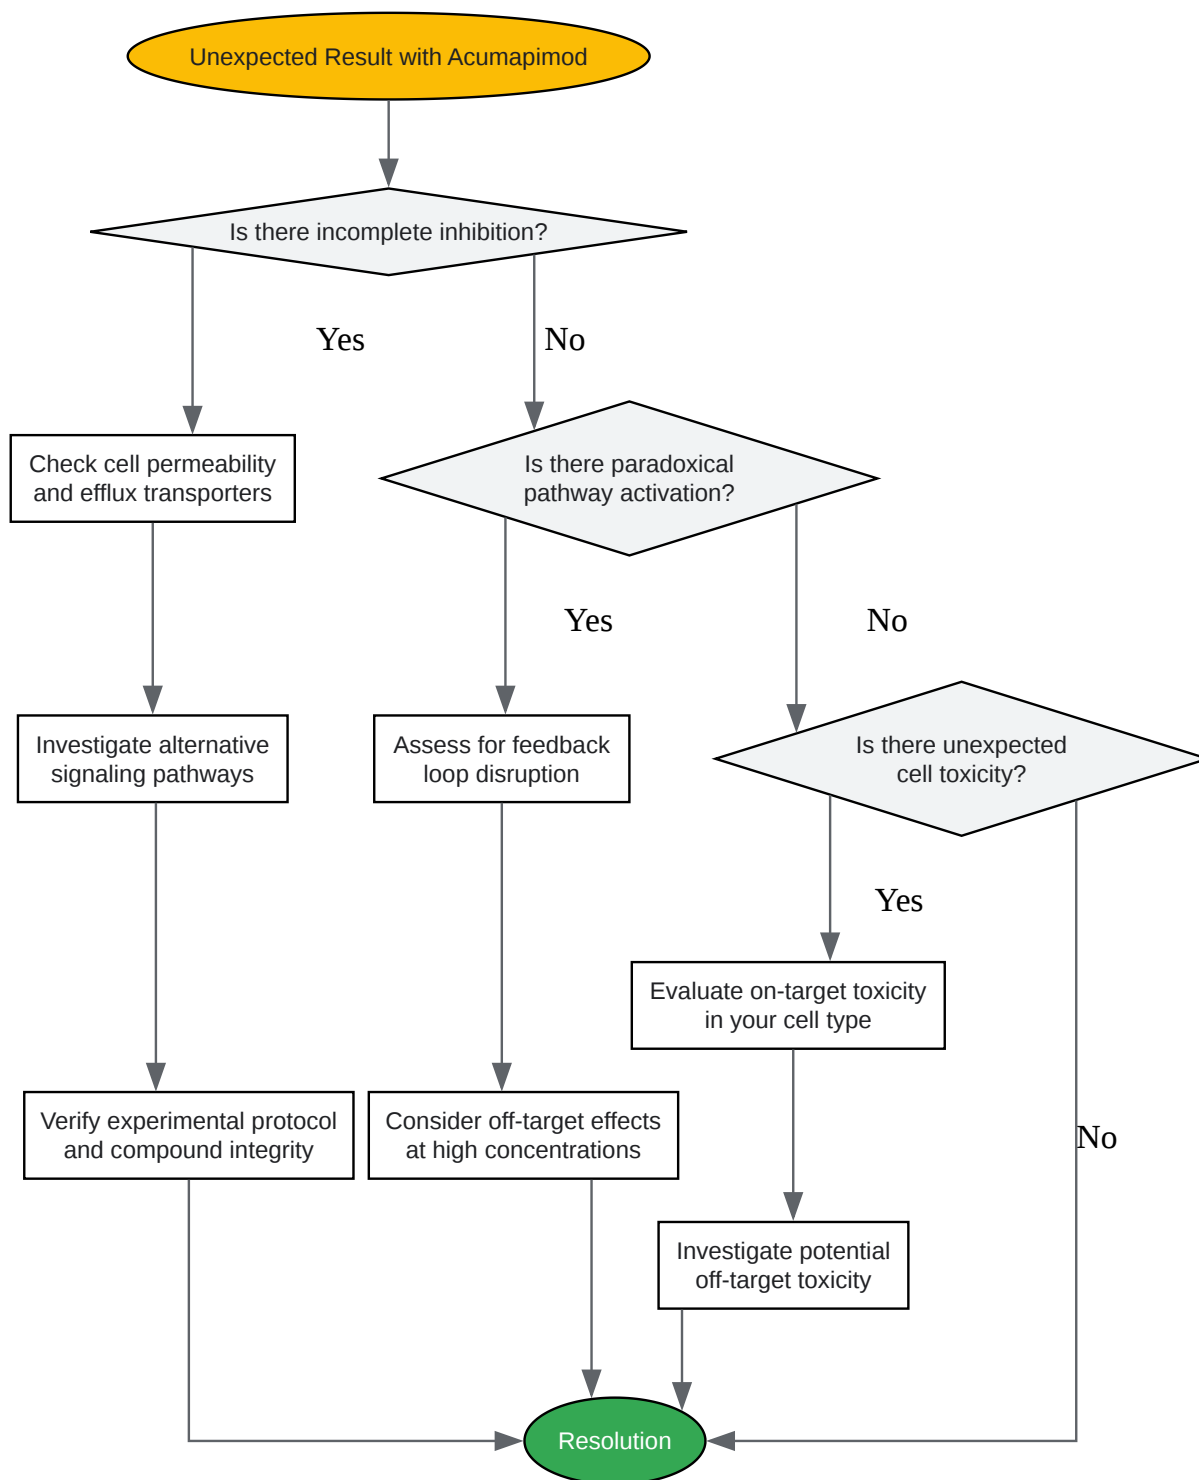 Unexpected Result with Acumapimod
Is there incomplete inhibition?
Yes
No
Check cell permeability
and efflux transporters
Is there paradoxical
pathway activation?
Yes
No
Investigate alternative
signaling pathways
Assess for feedback
loop disruption
Is there unexpected
cell toxicity?
Yes
Evaluate on-target toxicity
in your cell type
Verify experimental protocol
and compound integrity
Consider off-target effects
at high concentrations
No
Investigate potential
off-target toxicity
Resolution